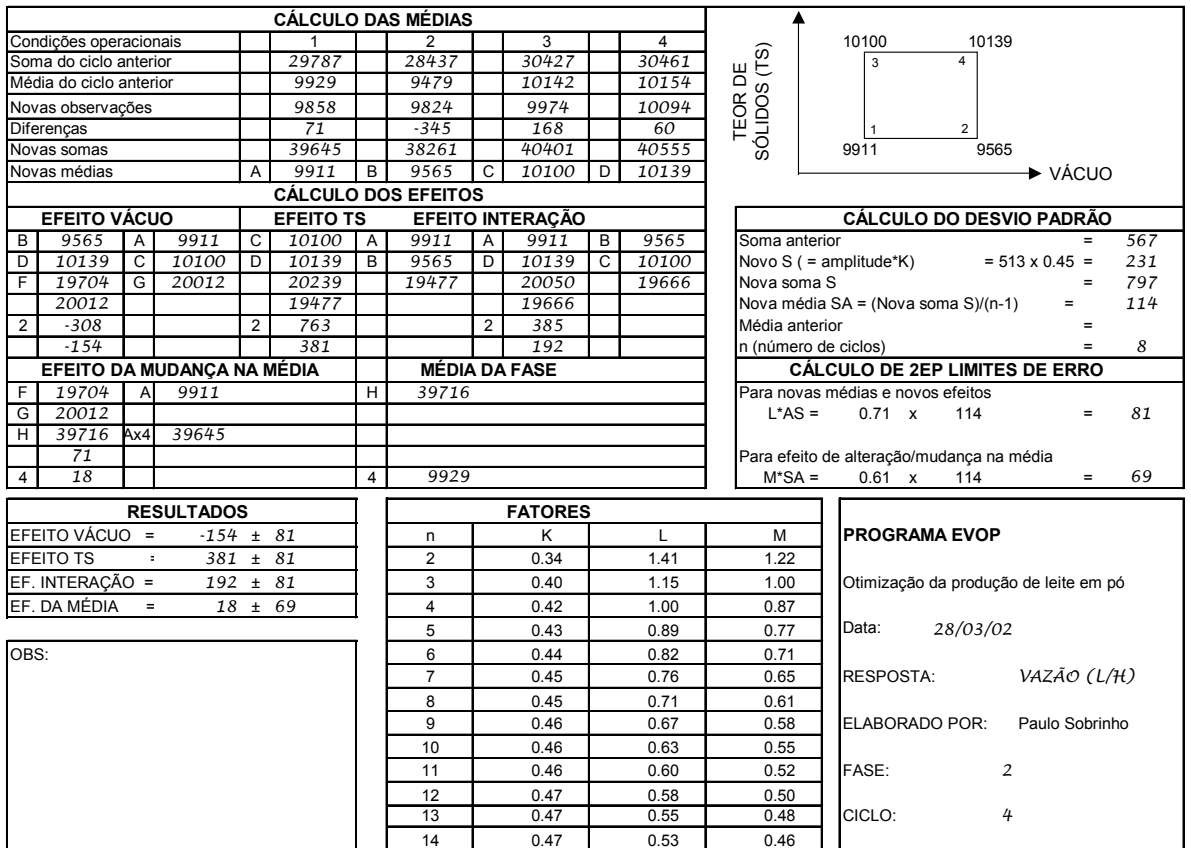 CÁLCULO DAS MÉDIAS
Condições operacionais 1 2 3 4
Soma do ciclo anterior 29787 28437 30427 30461
Média do ciclo anterior 9929 9479 10142 10154
Novas observações 9858 9824 9974 10094
Diferenças 71 -345 168 60
Novas somas 39645 38261 40401 40555
Novas médias A 9911 B 9565 C 10100 D 10139
TEOR DE SÓLIDOS (TS)
10100 10139
3 4
1 2
9911 9565
VÁCUO
CÁLCULO DOS EFEITOS
EFEITO VÁCUO EFEITO TS EFEITO INTERAÇÃO
B 9565 A 9911 C 10100 A 9911 A 9911 B 9565
D 10139 C 10100 D 10139 B 9565 D 10139 C 10100
F 19704 G 20012 20239 19477 20050 19666
20012 19477 19666
2 -308 2 763 2 385
-154 381 192
EFEITO DA MUDANÇA NA MÉDIA MÉDIA DA FASE
F 19704 A 9911 H 39716
G 20012
H 39716 Ax4 39645
71
4 18 4 9929
CÁLCULO DO DESVIO PADRÃO
Soma anterior = 567
Novo S ( = amplitude*K) = 513 x 0.45 = 231
Nova soma S = 797
Nova média SA = (Nova soma S)/(n-1) = 114
Média anterior =
n (número de ciclos) = 8
CÁLCULO DE 2EP LIMITES DE ERRO
Para novas médias e novos efeitos
L*AS = 0.71 x 114 = 81
Para efeito de alteração/mudança na média
M*SA = 0.61 x 114 = 69
RESULTADOS
EFEITO VÁCUO = -154 ± 81
EFEITO TS = 381 ± 81
EF. INTERAÇÃO = 192 ± 81
EF. DA MÉDIA = 18 ± 69
OBS:
FATORES
n K L M
2 0.34 1.41 1.22
3 0.40 1.15 1.00
4 0.42 1.00 0.87
5 0.43 0.89 0.77
6 0.44 0.82 0.71
7 0.45 0.76 0.65
8 0.45 0.71 0.61
9 0.46 0.67 0.58
10 0.46 0.63 0.55
11 0.46 0.60 0.52
12 0.47 0.58 0.50
13 0.47 0.55 0.48
14 0.47 0.53 0.46
PROGRAMA EVOP
Otimização da produção de leite em pó
Data: 28/03/02
RESPOSTA: VAZÃO (L/H)
ELABORADO POR: Paulo Sobrinho
FASE: 2
CICLO: 4